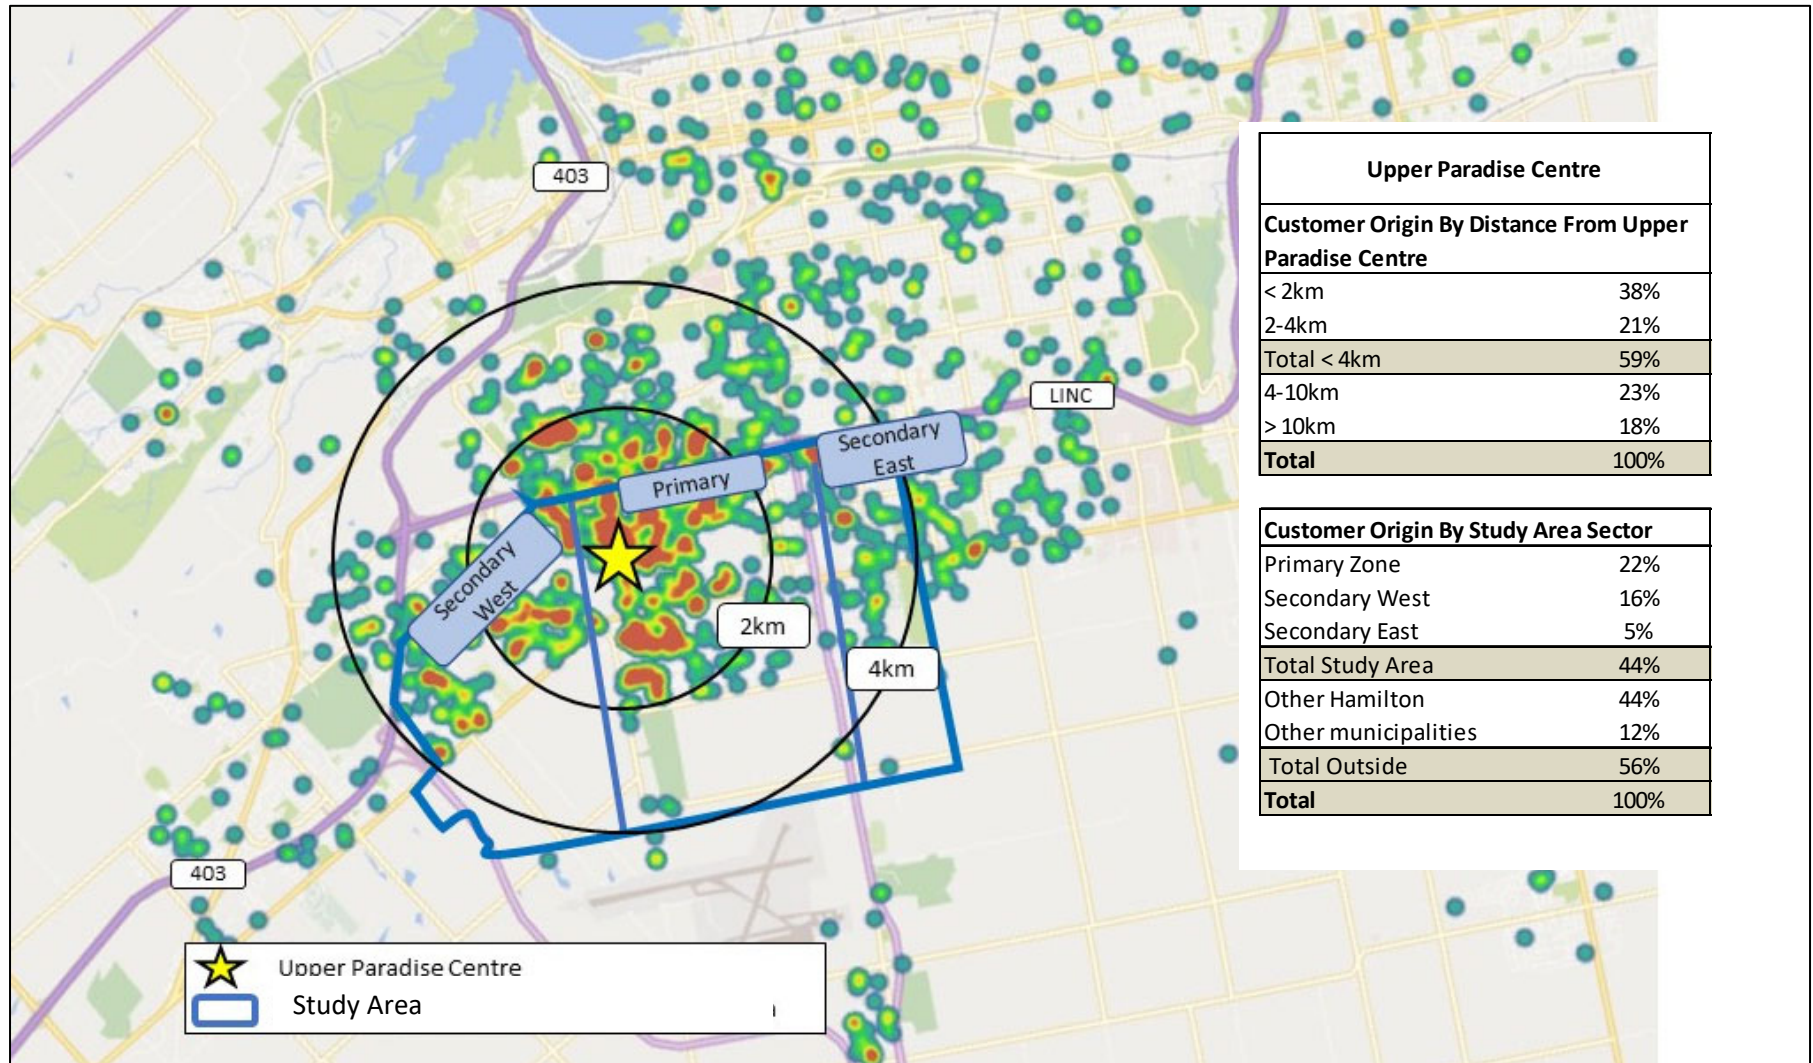 403
LINC
Secondary
East
Primary
Secondary
West
2km
4km
403
Upper Paradise Centre
Study Area
Upper Paradise Centre
Customer Origin By Distance From Upper
Paradise Centre
< 2km 38%
2-4km 21%
Total < 4km 59%
4-10km 23%
> 10km 18%
Total 100%
Customer Origin By Study Area Sector
Primary Zone 22%
Secondary West 16%
Secondary East 5%
Total Study Area 44%
Other Hamilton 44%
Other municipalities 12%
Total Outside 56%
Total 100%